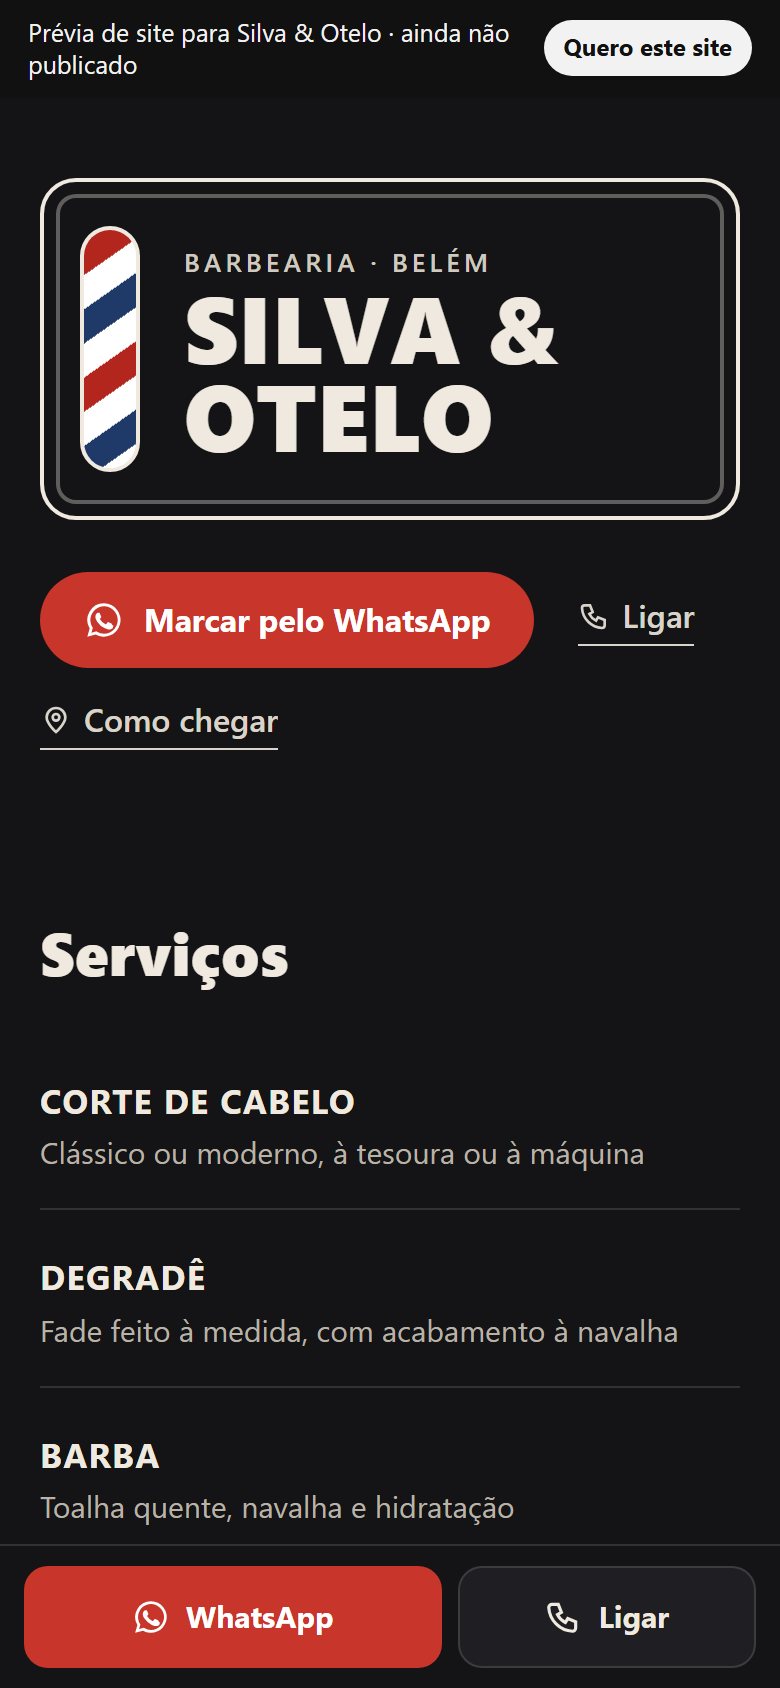 Prévia de site para Silva & Otelo · ainda não
publicado
Quero este site
BARBEARIA · BELÉM
SILVA &
OTELO
Marcar pelo WhatsApp
Ligar
Como chegar
Serviços
CORTE DE CABELO
Clássico ou moderno, à tesoura ou à máquina
DEGRADÊ
Fade feito à medida, com acabamento à navalha
BARBA
Toalha quente, navalha e hidratação
WhatsApp
Ligar